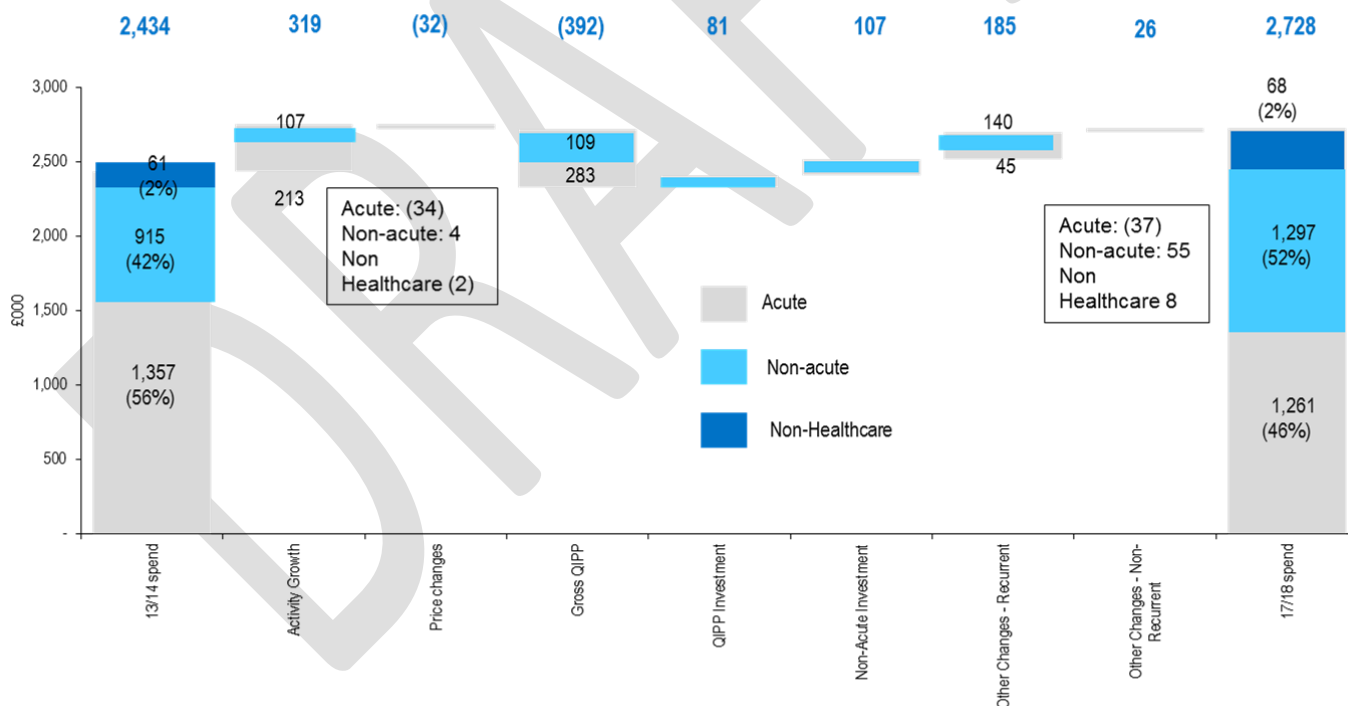 2,434 319 (32) (392) 81 107 185 26 2,728
3,000
2,500
2,000
1,500
1,000
500
-
£000
61
(2%)
915
(42%)
1,357
(56%)
107
213
Acute: (34)
Non-acute: 4
Non
Healthcare (2)
109
283
140
45
Acute: (37)
Non-acute: 55
Non
Healthcare 8
68
(2%)
1,297
(52%)
1,261
(46%)
Acute
Non-acute
Non-Healthcare
13/14 spend
Activity Growth
Price changes
Gross QIPP
QIPP Investment
Non-Acute Investment
Other Changes - Recurrent
Other Changes - Non-
Recurrent
17/18 spend
DRAF